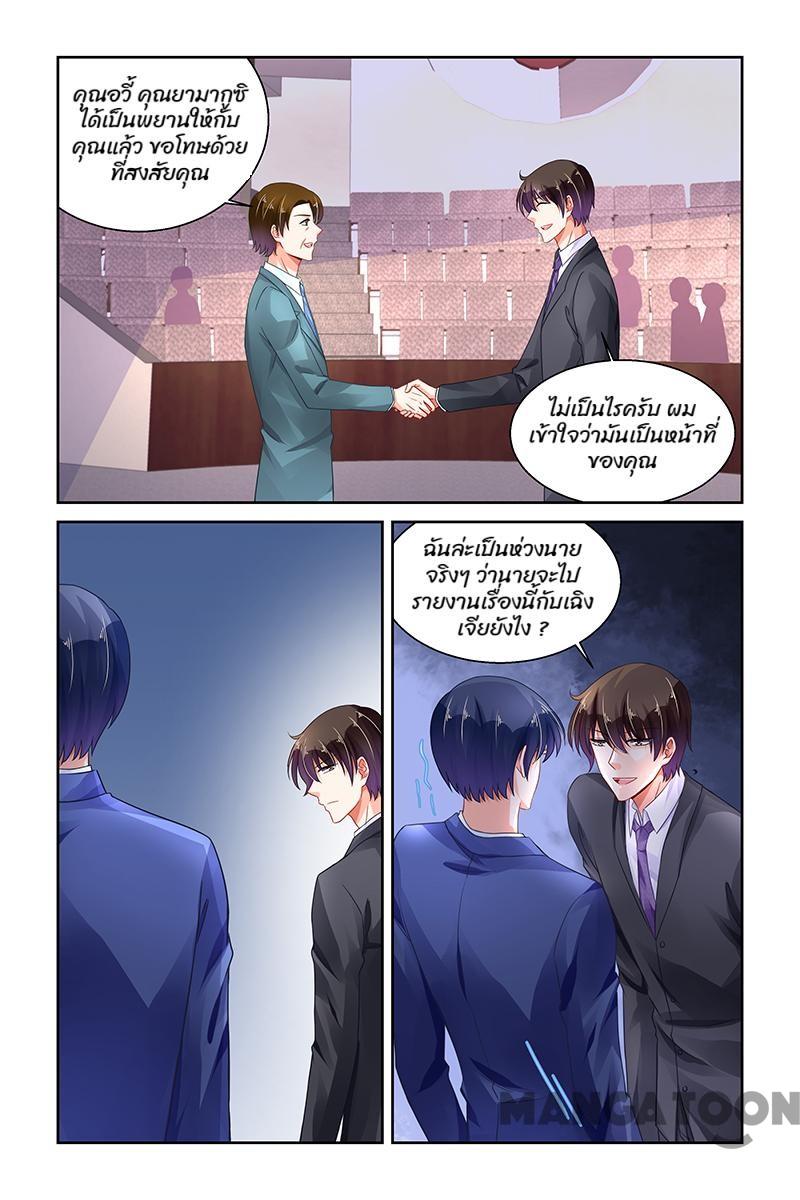 คุณอวี้ คุณยามากุซิ
ได้เป็นพยานให้กับ
คุณแล้ว ขอโทษด้วย
ที่สงสัยคุณ
ไม่เป็นไรครับ ผม
เข้าใจว่ามันเป็นหน้าที่
ของคุณ
ฉันล่ะเป็นห่วงนาย
จริงๆ ว่านายจะไป
รายงานเรื่องนี้กับเฉิง
เจียยังไง ?
MANGATOON